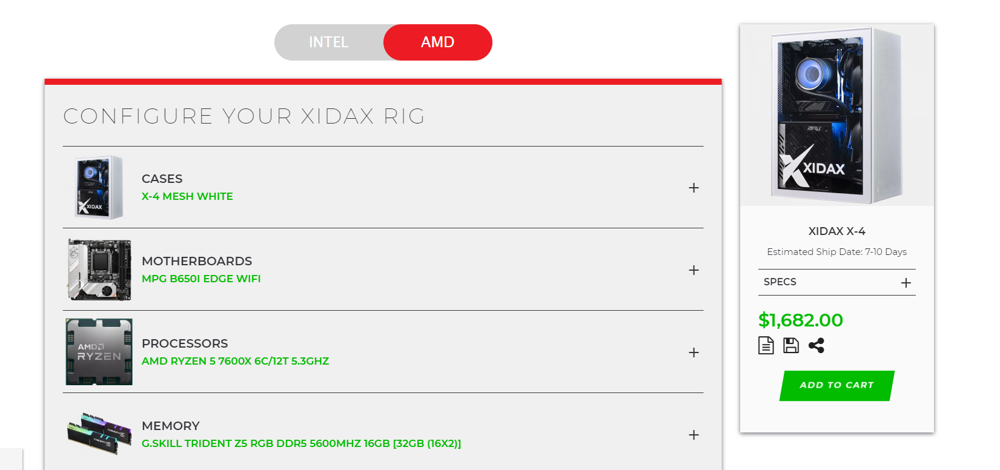 INTEL
AMD
CONFIGURE YOUR XIDAX RIG
XIDAX
CASES
X-4 MESH WHITE
MOTHERBOARDS
MPG B650I EDGE WIFI
AMD
RYZEN
PROCESSORS
AMD RYZEN 5 7600X 6C/12T 5.3GHZ
MEMORY
G.SKILL TRIDENT Z5 RGB DDR5 5600MHZ 16GB [32GB (16X2)]
MPG
XIDAX
XIDAX X-4
Estimated Ship Date: 7-10 Days
SPECS
$1,682.00
ADD TO CART